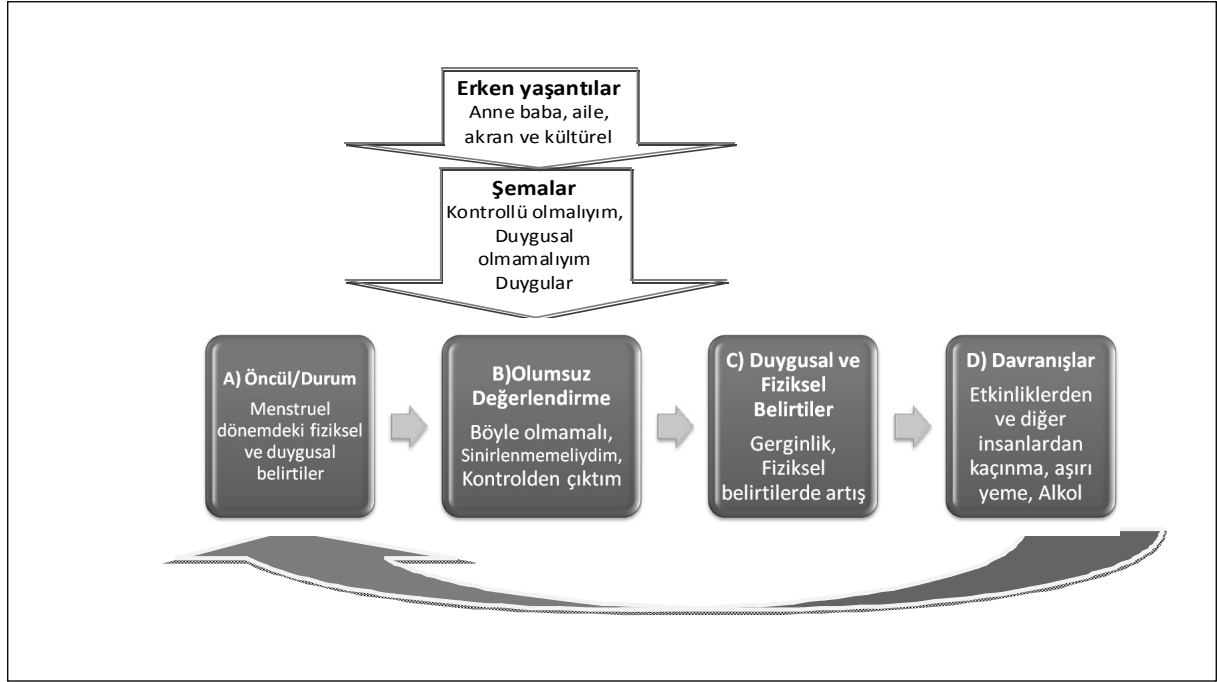 Erken yaşantılar
Anne baba, aile,
akran ve kültürel
Şemalar
Kontrollü olmalıyım,
Duygusal
olmamalıyım
Duygular
A) Öncül/Durum
Menstruel
dönemdeki fiziksel
ve duygusal
belirtiler
B)Olumsuz
Değerlendirme
Böyle olmamalı,
Sinirlenmemeliydim,
Kontrolden çıktım
C) Duygusal ve
Fiziksel
Belirtiler
Gerginlik,
Fiziksel
belirtilerde artış
D) Davranışlar
Etkinliklerden
ve diğer
insanlardan
kaçınma, aşırı
yeme, Alkol